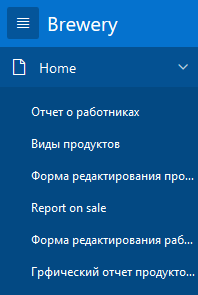 Brewery
Home
Отчет о работниках
Виды продуктов
Форма редактирования про...
Report on sale
Форма редактирования раб...
Грфический отчет продукто...